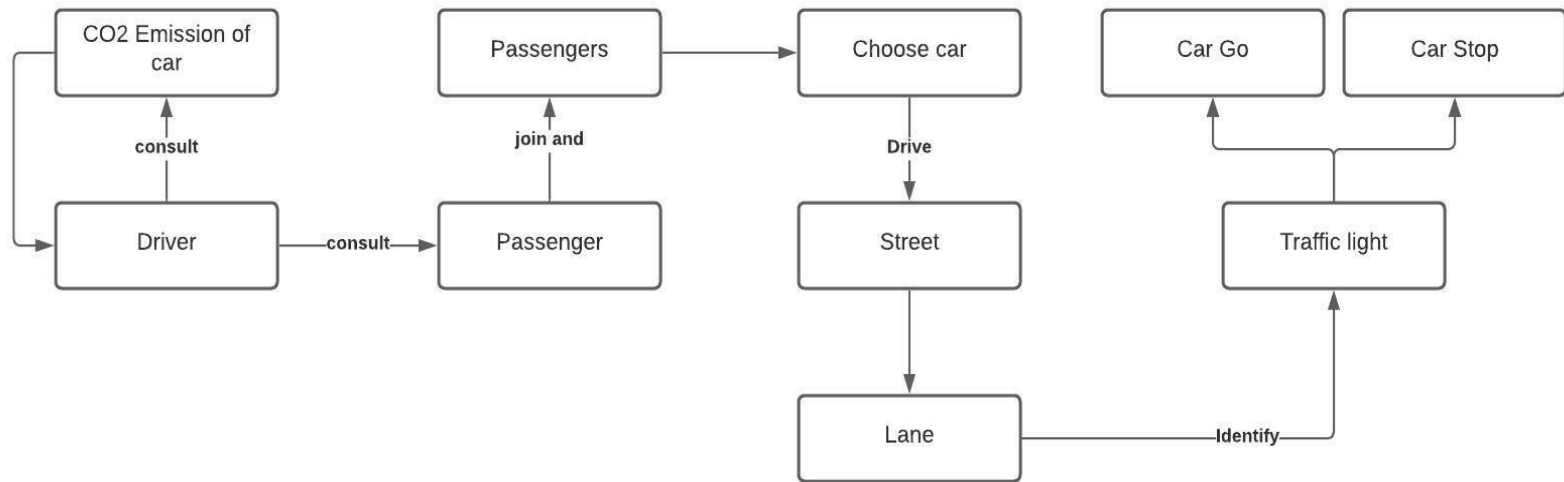 CO2 Emission of
car
Passengers
Choose car
Car Go
Car Stop
consult
join and
Drive
Driver
consult
Passenger
Street
Traffic light
Lane
Identify